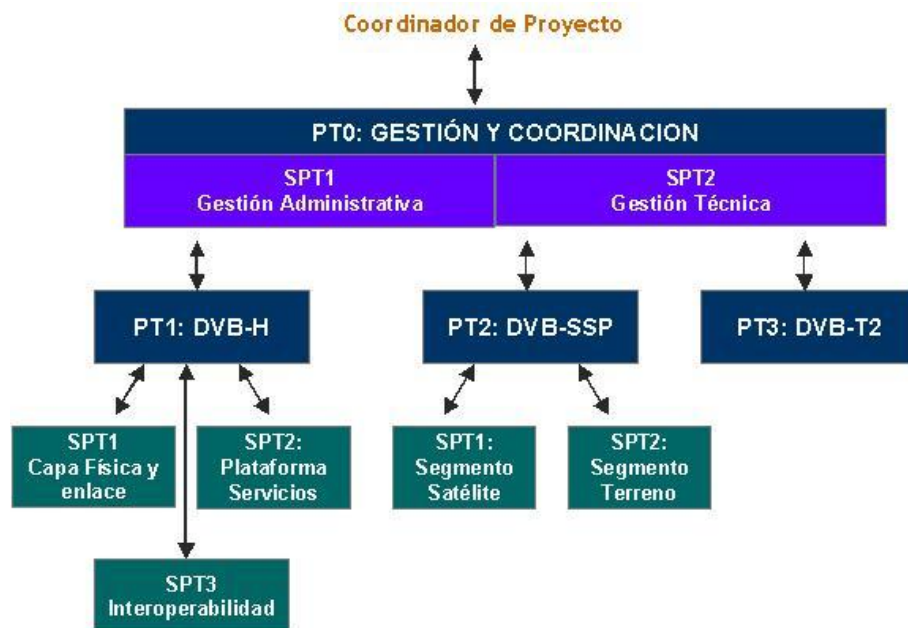 Coordinador de Proyecto
PT0: GESTIÓN Y COORDINACION
SPT1
Gestión Administrativa
SPT2
Gestión Técnica
PT1: DVB-H
PT2: DVB-SSP
PT3: DVB-T2
SPT1
Capa Física y
enlace
SPT2:
Plataforma
Servicios
SPT1:
Segmento
Satélite
SPT2:
Segmento
Terreno
SPT3
Interoperabilidad